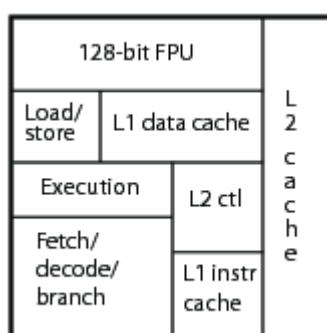 128-bit FPU
Load/
store
L1 data cache
L
2
c
a
c
h
e
Execution
L2 ctl
Fetch/
decode/
branch
L1 instr
cache